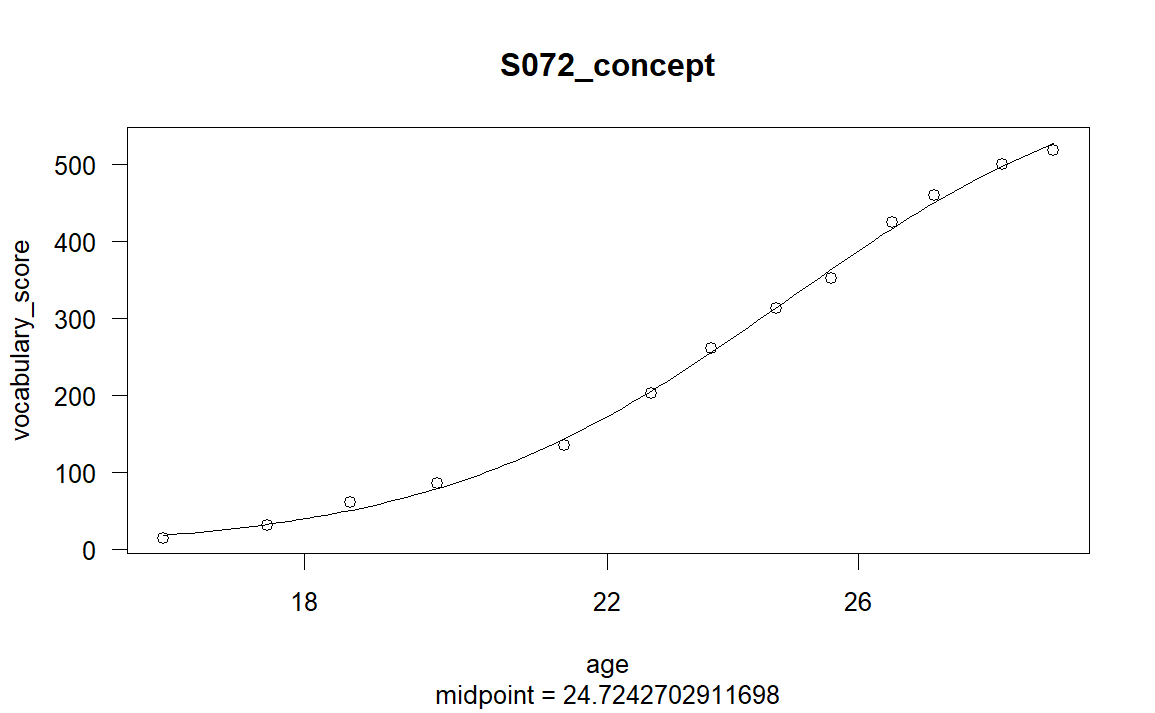 S072_concept
500
400
300
200
100
0
vocabulary_score
18 22 26
age
midpoint = 24.7242702911698